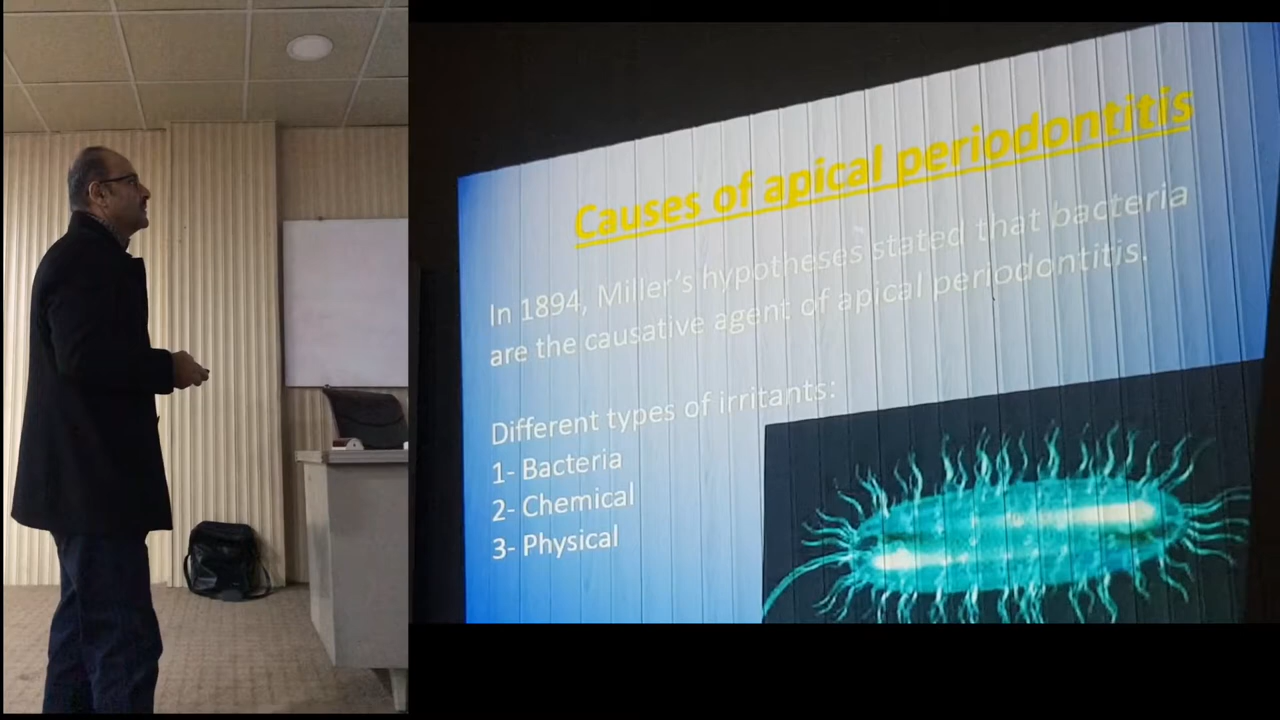 Causes of apical periodontitis
In 1894, Miller's hypotheses stated that bacteria
are the causative agent of apical periodontitis.
Different types of irritants:
1- Bacteria
2- Chemical
3- Physical